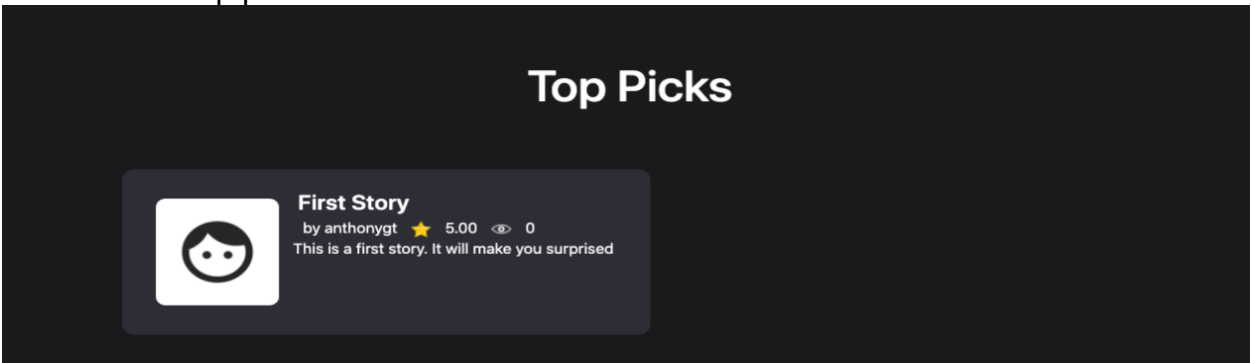 Top Picks
First Story
by anthonygt 5.00 0
This is a first story. It will make you surprised